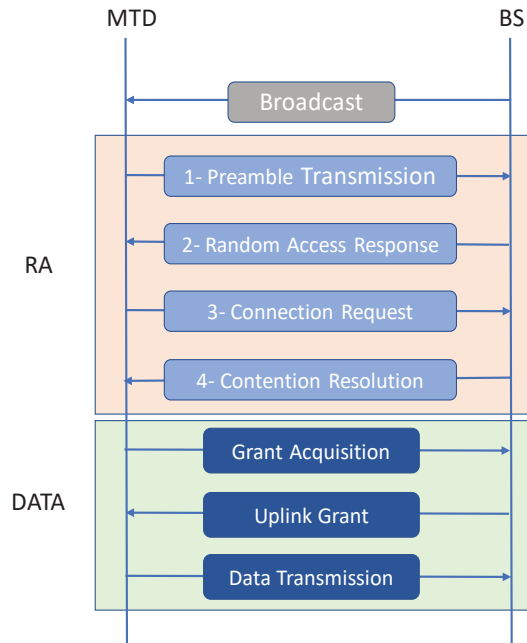 MTD BS
Broadcast
1- Preamble Transmission
2- Random Access Response
RA
3- Connection Request
4- Contention Resolution
Grant Acquisition
DATA
Uplink Grant
Data Transmission